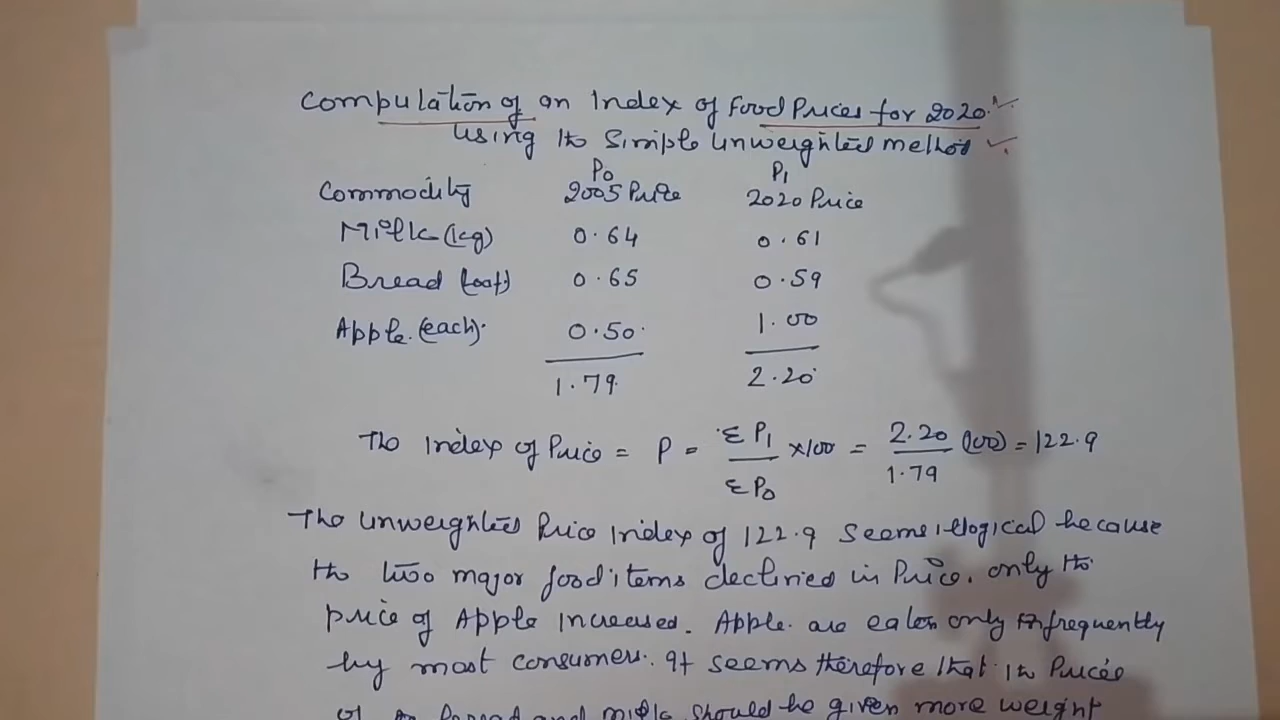 Computation of an Index of Food Prices for 2020.
using the Simple unweighted method
P0 P1
Commodity 2005 Price 2020 Price
Milk (kg) 0.64 0.61
Bread (loaf) 0.65 0.59
Apple (each). 0.50 1.00
1.79 2.20
The Index of Price = P = ΣP1/ΣP0 ×100 = 2.20/1.79 (100) = 122.9
The unweighted Price index of 122.9 Seems illogical because
the two major food items declined in Price. only the
price of Apple Increased. Apple are eaten only infrequently
by most consumers. It seems therefore that the Prices
of bread and milk should be given more weight